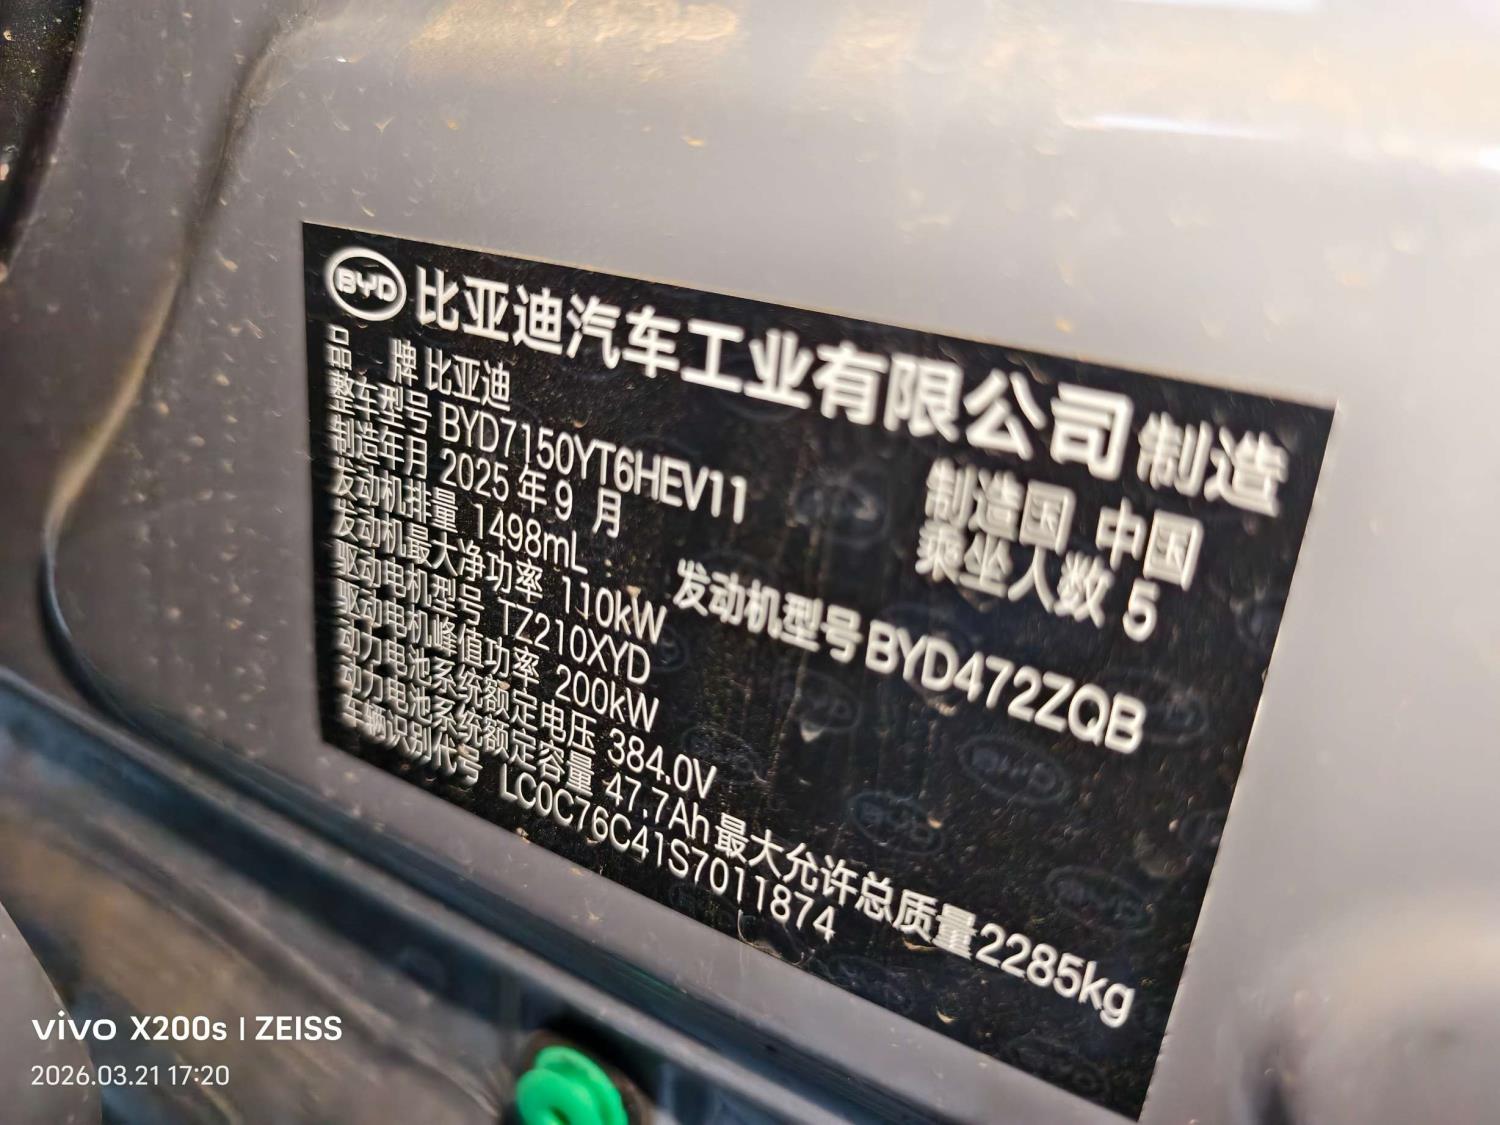 BYD 比亚迪汽车工业有限公司 制造
品 牌 比亚迪
制造国 中国
整车型号 BYD7150YT6HEV11
乘坐人数 5
制造年月 2025 年 9 月
发动机排量 1498mL
发动机型号 BYD472ZQB
发动机最大净功率 110kW
驱动电机型号 TZ210XYD
驱动电机峰值功率 200kW
动力电池系统额定电压 384.0V
动力电池系统额定容量 47.7Ah 最大允许总质量 2285kg
车辆识别代号 LC0C76C41S7011874
vivo X200s | ZEISS
2026.03.21 17:20